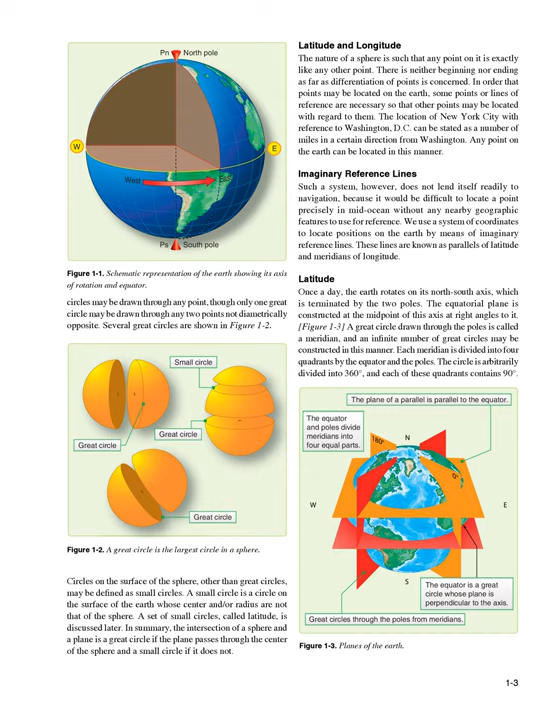 Pn
North pole
W
E
West
East
Ps
South pole
Figure 1-1. Schematic representation of the earth showing its axis
of rotation and equator.
circles may be drawn through any point, though only one great
circle may be drawn through any two points not diametrically
opposite. Several great circles are shown in Figure 1-2.
Small circle
Great circle
Great circle
Great circle
Figure 1-2. A great circle is the largest circle in a sphere.
Circles on the surface of the sphere, other than great circles,
may be defined as small circles. A small circle is a circle on
the surface of the earth whose center and/or radius are not
that of the sphere. A set of small circles, called latitude, is
discussed later. In summary, the intersection of a sphere and
a plane is a great circle if the plane passes through the center
of the sphere and a small circle if it does not.
Latitude and Longitude
The nature of a sphere is such that any point on it is exactly
like any other point. There is neither beginning nor ending
as far as differentiation of points is concerned. In order that
points may be located on the earth, some points or lines of
reference are necessary so that other points may be located
with regard to them. The location of New York City with
reference to Washington, D.C. can be stated as a number of
miles in a certain direction from Washington. Any point on
the earth can be located in this manner.
Imaginary Reference Lines
Such a system, however, does not lend itself readily to
navigation, because it would be difficult to locate a point
precisely in mid-ocean without any nearby geographic
features to use for reference. We use a system of coordinates
to locate positions on the earth by means of imaginary
reference lines. These lines are known as parallels of latitude
and meridians of longitude.
Latitude
Once a day, the earth rotates on its north-south axis, which
is terminated by the two poles. The equatorial plane is
constructed at the midpoint of this axis at right angles to it.
[Figure 1-3] A great circle drawn through the poles is called
a meridian, and an infinite number of great circles may be
constructed in this manner. Each meridian is divided into four
quadrants by the equator and the poles. The circle is arbitrarily
divided into 360°, and each of these quadrants contains 90°.
The plane of a parallel is parallel to the equator.
The equator
and poles divide
meridians into
four equal parts.
180°
N
0°
W
E
S
The equator is a great
circle whose plane is
perpendicular to the axis.
Great circles through the poles from meridians.
Figure 1-3. Planes of the earth.
1-3